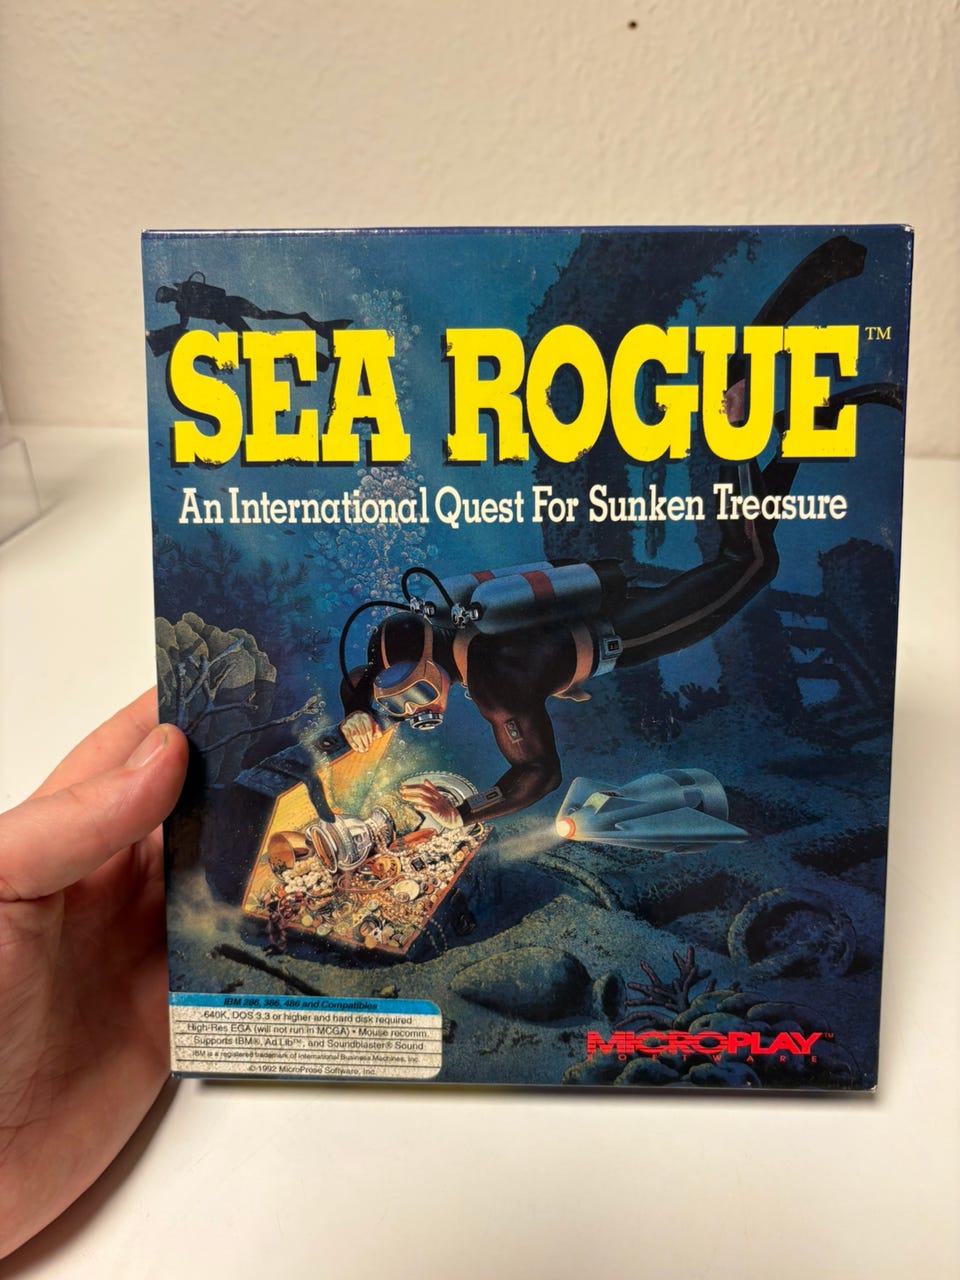 SEA ROGUE™
An International Quest For Sunken Treasure
IBM 286, 386, 486 and Compatibles
640K, DOS 3.3 or higher and hard disk required
High-Res EGA (will not run in MCGA) • Mouse recomm.
Supports IBM®, Ad Lib™, and Soundblaster® Sound
IBM is a registered trademark of International Business Machines, Inc.
©1992 MicroProse Software, Inc.
MICROPLAY™
SOFTWARE